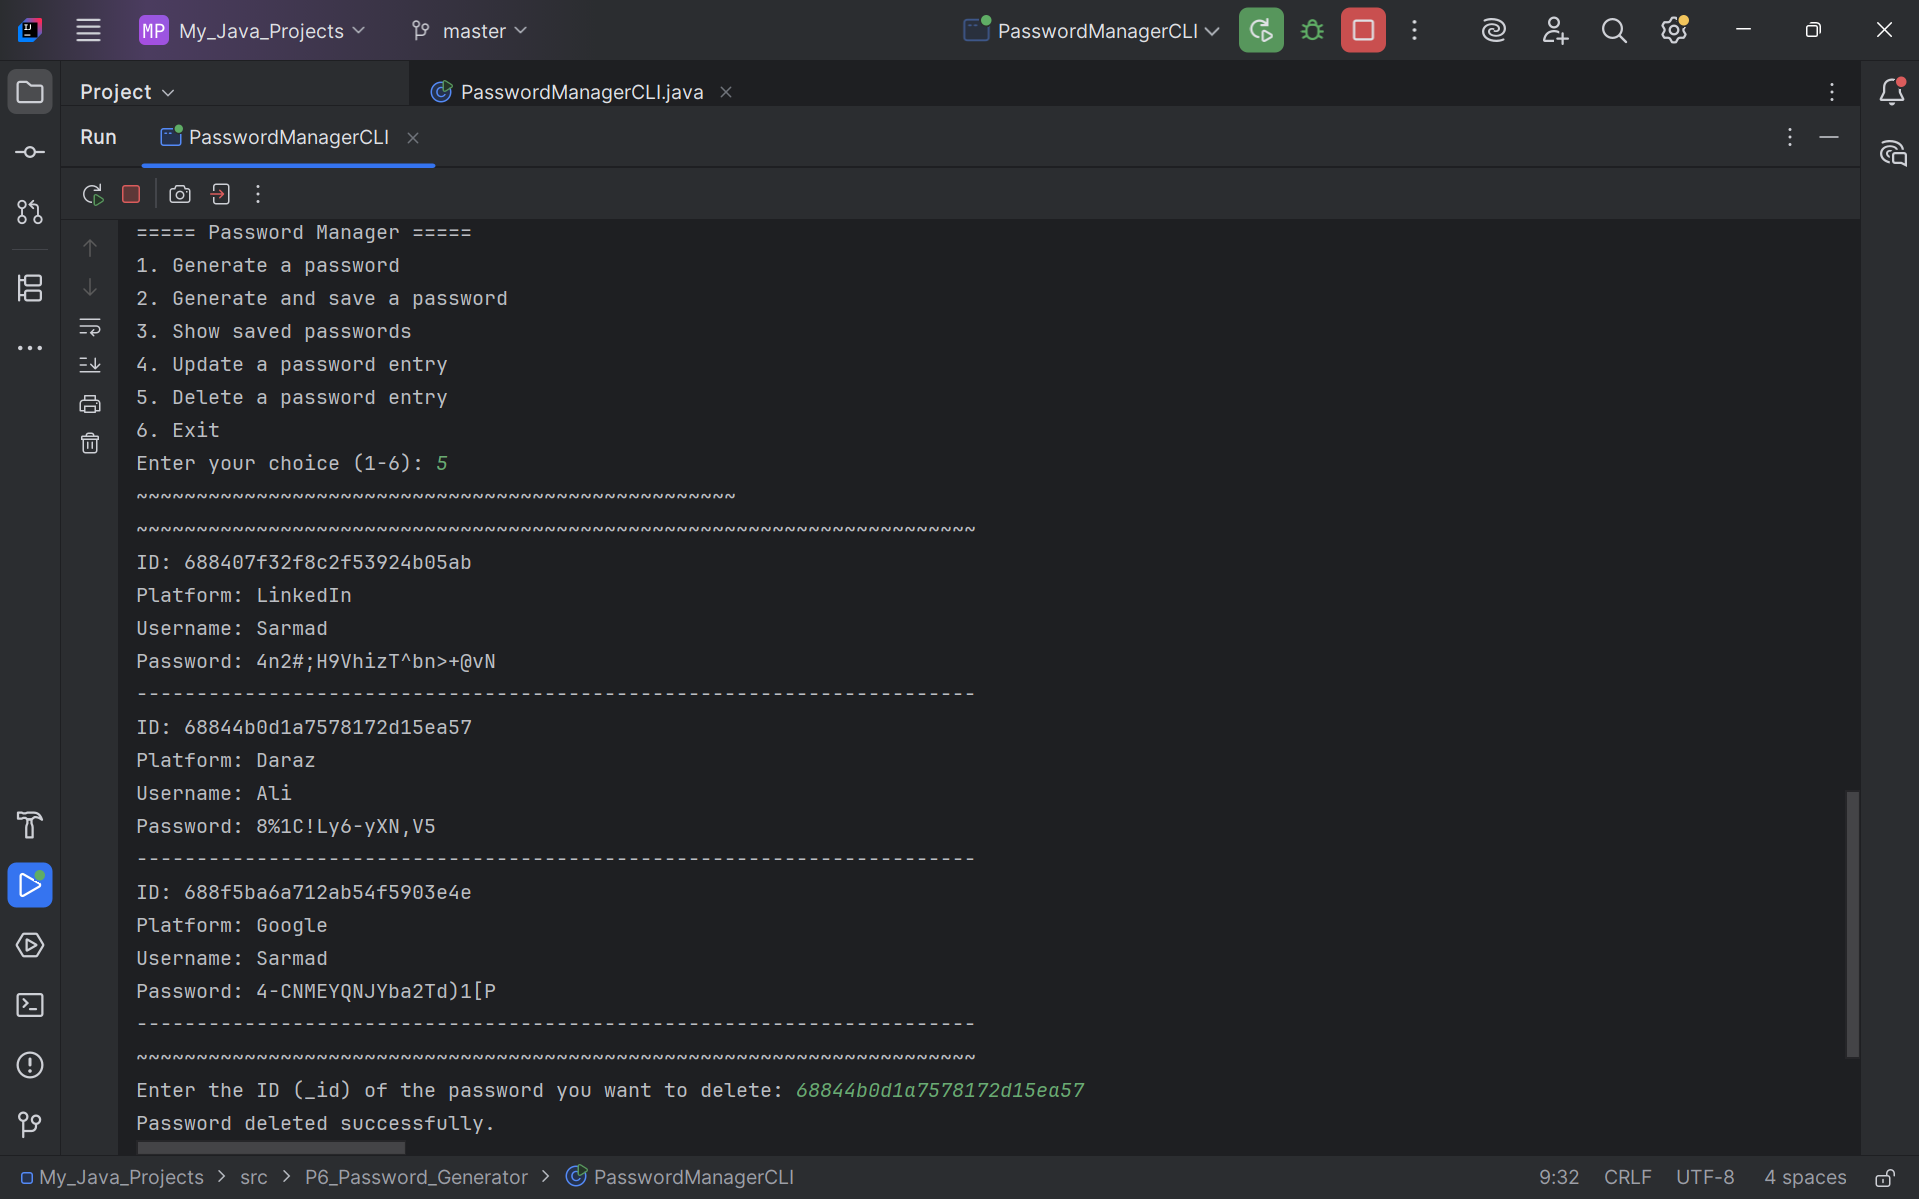 MP My_Java_Projects master PasswordManagerCLI
Project PasswordManagerCLI.java
Run PasswordManagerCLI
===== Password Manager =====
1. Generate a password
2. Generate and save a password
3. Show saved passwords
4. Update a password entry
5. Delete a password entry
6. Exit
Enter your choice (1-6): 5
~~~~~~~~~~~~~~~~~~~~~~~~~~~~~~~~~~~~~~~~~~~~~~~~~~
~~~~~~~~~~~~~~~~~~~~~~~~~~~~~~~~~~~~~~~~~~~~~~~~~~~~~~~~~~~~~~~~~~~~~~
ID: 688407f32f8c2f53924b05ab
Platform: LinkedIn
Username: Sarmad
Password: 4n2#;H9VhizT^bn>+@vN
----------------------------------------------------------------------
ID: 68844b0d1a7578172d15ea57
Platform: Daraz
Username: Ali
Password: 8%1C!Ly6-yXN,V5
----------------------------------------------------------------------
ID: 688f5ba6a712ab54f5903e4e
Platform: Google
Username: Sarmad
Password: 4-CNMEYQNJYba2Td)1[P
----------------------------------------------------------------------
~~~~~~~~~~~~~~~~~~~~~~~~~~~~~~~~~~~~~~~~~~~~~~~~~~~~~~~~~~~~~~~~~~~~~~
Enter the ID (_id) of the password you want to delete: 68844b0d1a7578172d15ea57
Password deleted successfully.
My_Java_Projects > src > P6_Password_Generator > PasswordManagerCLI 9:32 CRLF UTF-8 4 spaces